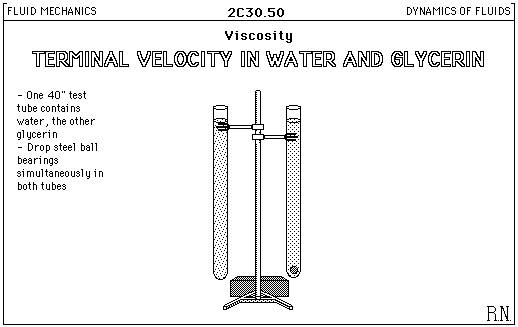 FLUID MECHANICS
2C30.50
DYNAMICS OF FLUIDS
Viscosity
TERMINAL VELOCITY IN WATER AND GLYCERIN
- One 40" test
tube contains
water, the other
glycerin
- Drop steel ball
bearings
simultaneously in
both tubes
R.N.